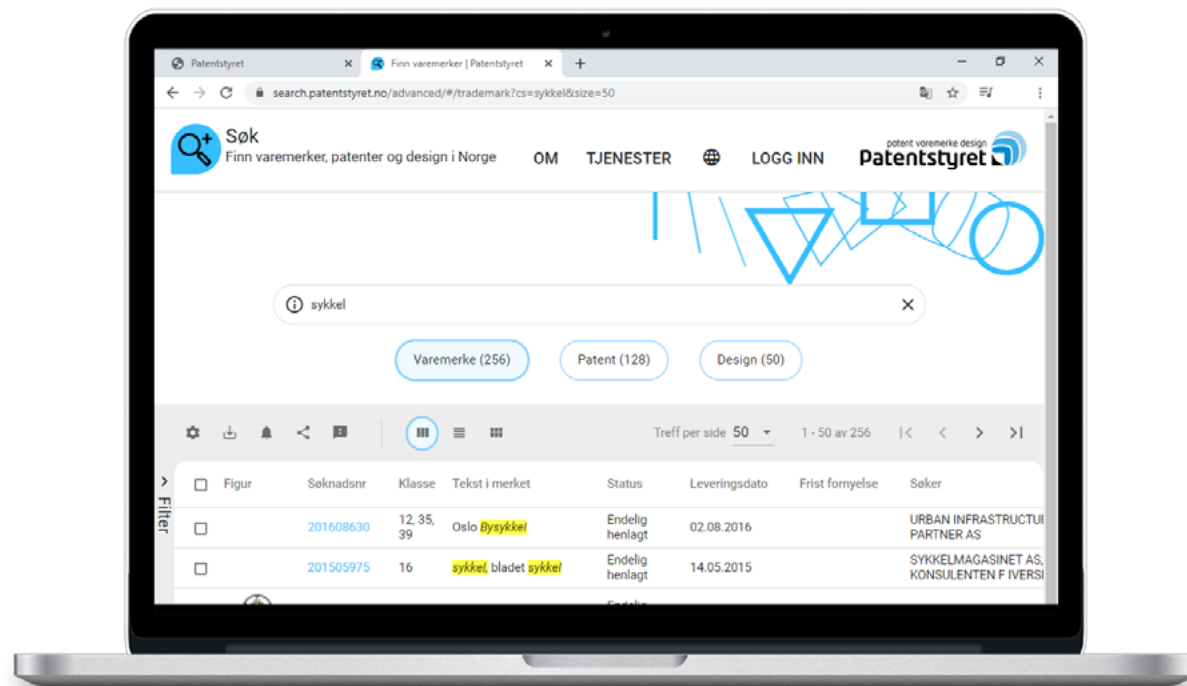 Patentstyret
Finn varemerker | Patentstyret
search.patentstyret.no/advanced/#/trademark?cs=sykkel&size=50
Søk
Finn varemerker, patenter og design i Norge
OM TJENESTER LOGG INN
potent varemerke design
Patentstyret
sykkel
Varemerke (256) Patent (128) Design (50)
Treff per side 50 1 - 50 av 256
Filter
Figur Søknadsnr Klasse Tekst i merket Status Leveringsdato Frist fornyelse Søker
201608630 12, 35, 39 Oslo Bysykkel Endelig henlagt 02.08.2016 URBAN INFRASTRUCTUR PARTNER AS
201505975 16 sykkel, bladet sykkel Endelig henlagt 14.05.2015 SYKKELMAGASINET AS, KONSULENTEN F IVERSE